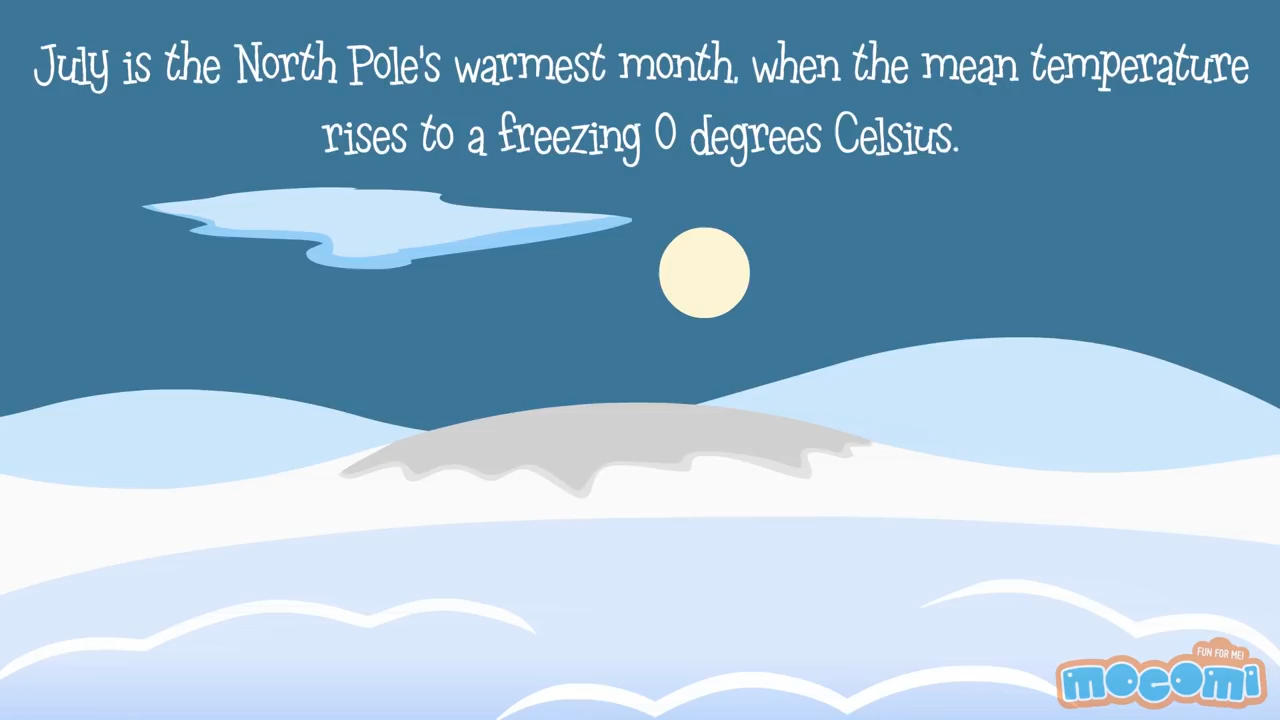 July is the North Pole's warmest month, when the mean temperature
rises to a freezing 0 degrees Celsius.
FUN FOR ME!
mocomi